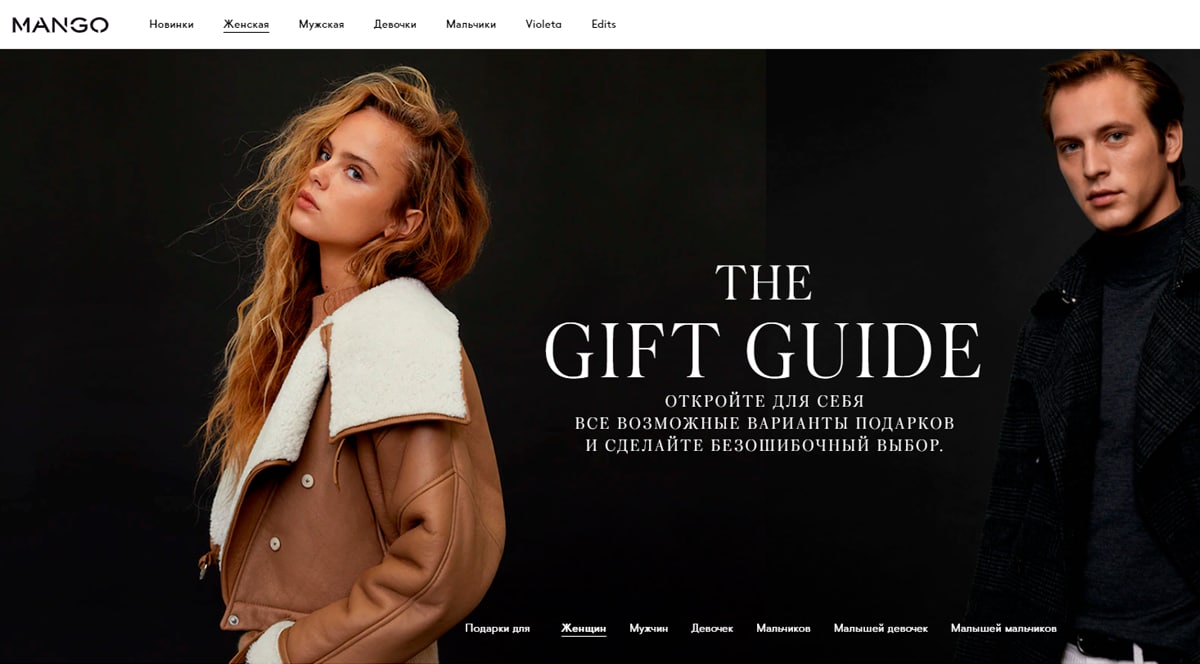 MANGO Новинки Женская Мужская Девочки Мальчики Violeta Edits
THE
GIFT GUIDE
ОТКРОЙТЕ ДЛЯ СЕБЯ
ВСЕ ВОЗМОЖНЫЕ ВАРИАНТЫ ПОДАРКОВ
И СДЕЛАЙТЕ БЕЗОШИБОЧНЫЙ ВЫБОР.
Подарки для Женщин Мужчин Девочек Мальчиков Малышей девочек Малышей мальчиков